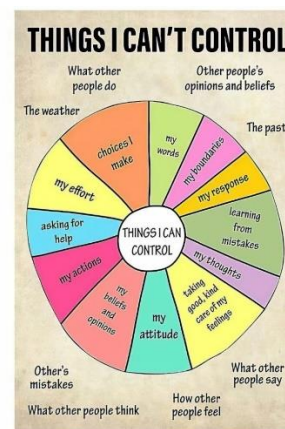 THINGS I CAN'T CONTROL
What other
people do
Other people's
opinions and beliefs
The weather
The past
choices I
make
my
words
my boundaries
my response
learning
from
mistakes
my thoughts
taking
good, kind
care of my
feelings
my
attitude
my
beliefs
and
opinions
my actions
asking for
help
my effort
THINGS I CAN
CONTROL
Other's
mistakes
What other people think
How other
people feel
What other
people say